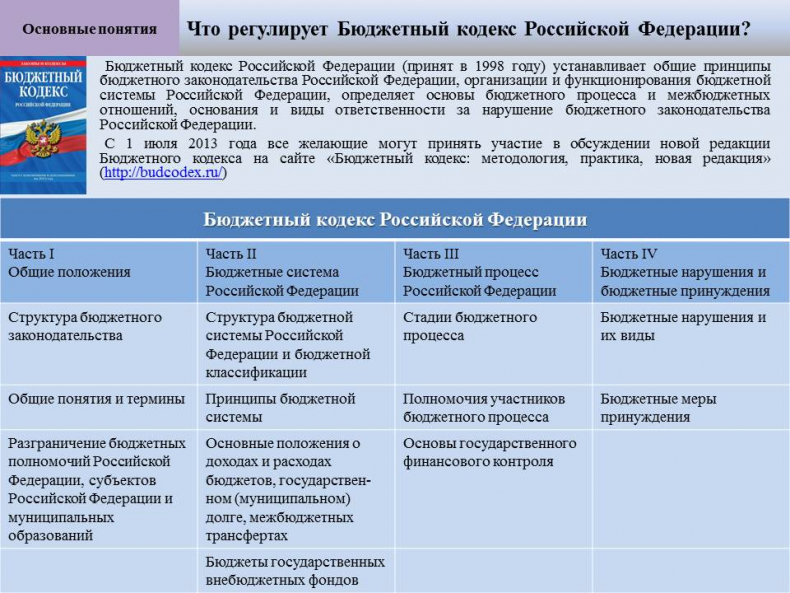 Основные понятия
Что регулирует Бюджетный кодекс Российской Федерации?
БЮДЖЕТНЫЙ
КОДЕКС
РОССИЙСКОЙ ФЕДЕРАЦИИ
Бюджетный кодекс Российской Федерации (принят в 1998 году) устанавливает общие принципы
бюджетного законодательства Российской Федерации, организации и функционирования бюджетной
системы Российской Федерации, определяет основы бюджетного процесса и межбюджетных
отношений, основания и виды ответственности за нарушение бюджетного законодательства
Российской Федерации.
С 1 июля 2013 года все желающие могут принять участие в обсуждении новой редакции
Бюджетного кодекса на сайте «Бюджетный кодекс: методология, практика, новая редакция»
(http://budcodex.ru/)
Бюджетный кодекс Российской Федерации
Часть I
Общие положения
Часть II
Бюджетные система
Российской Федерации
Часть III
Бюджетный процесс
Российской Федерации
Часть IV
Бюджетные нарушения и
бюджетные принуждения
Структура бюджетного
законодательства
Структура бюджетной
системы Российской
Федерации и бюджетной
классификации
Стадии бюджетного
процесса
Бюджетные нарушения и
их виды
Общие понятия и термины
Принципы бюджетной
системы
Полномочия участников
бюджетного процесса
Бюджетные меры
принуждения
Разграничение бюджетных
полномочий Российской
Федерации, субъектов
Российской Федерации и
муниципальных
образований
Основные положения о
доходах и расходах
бюджетов, государствен-
ном (муниципальном)
долге, межбюджетных
трансфертах
Основы государственного
финансового контроля
Бюджеты государственных
внебюджетных фондов